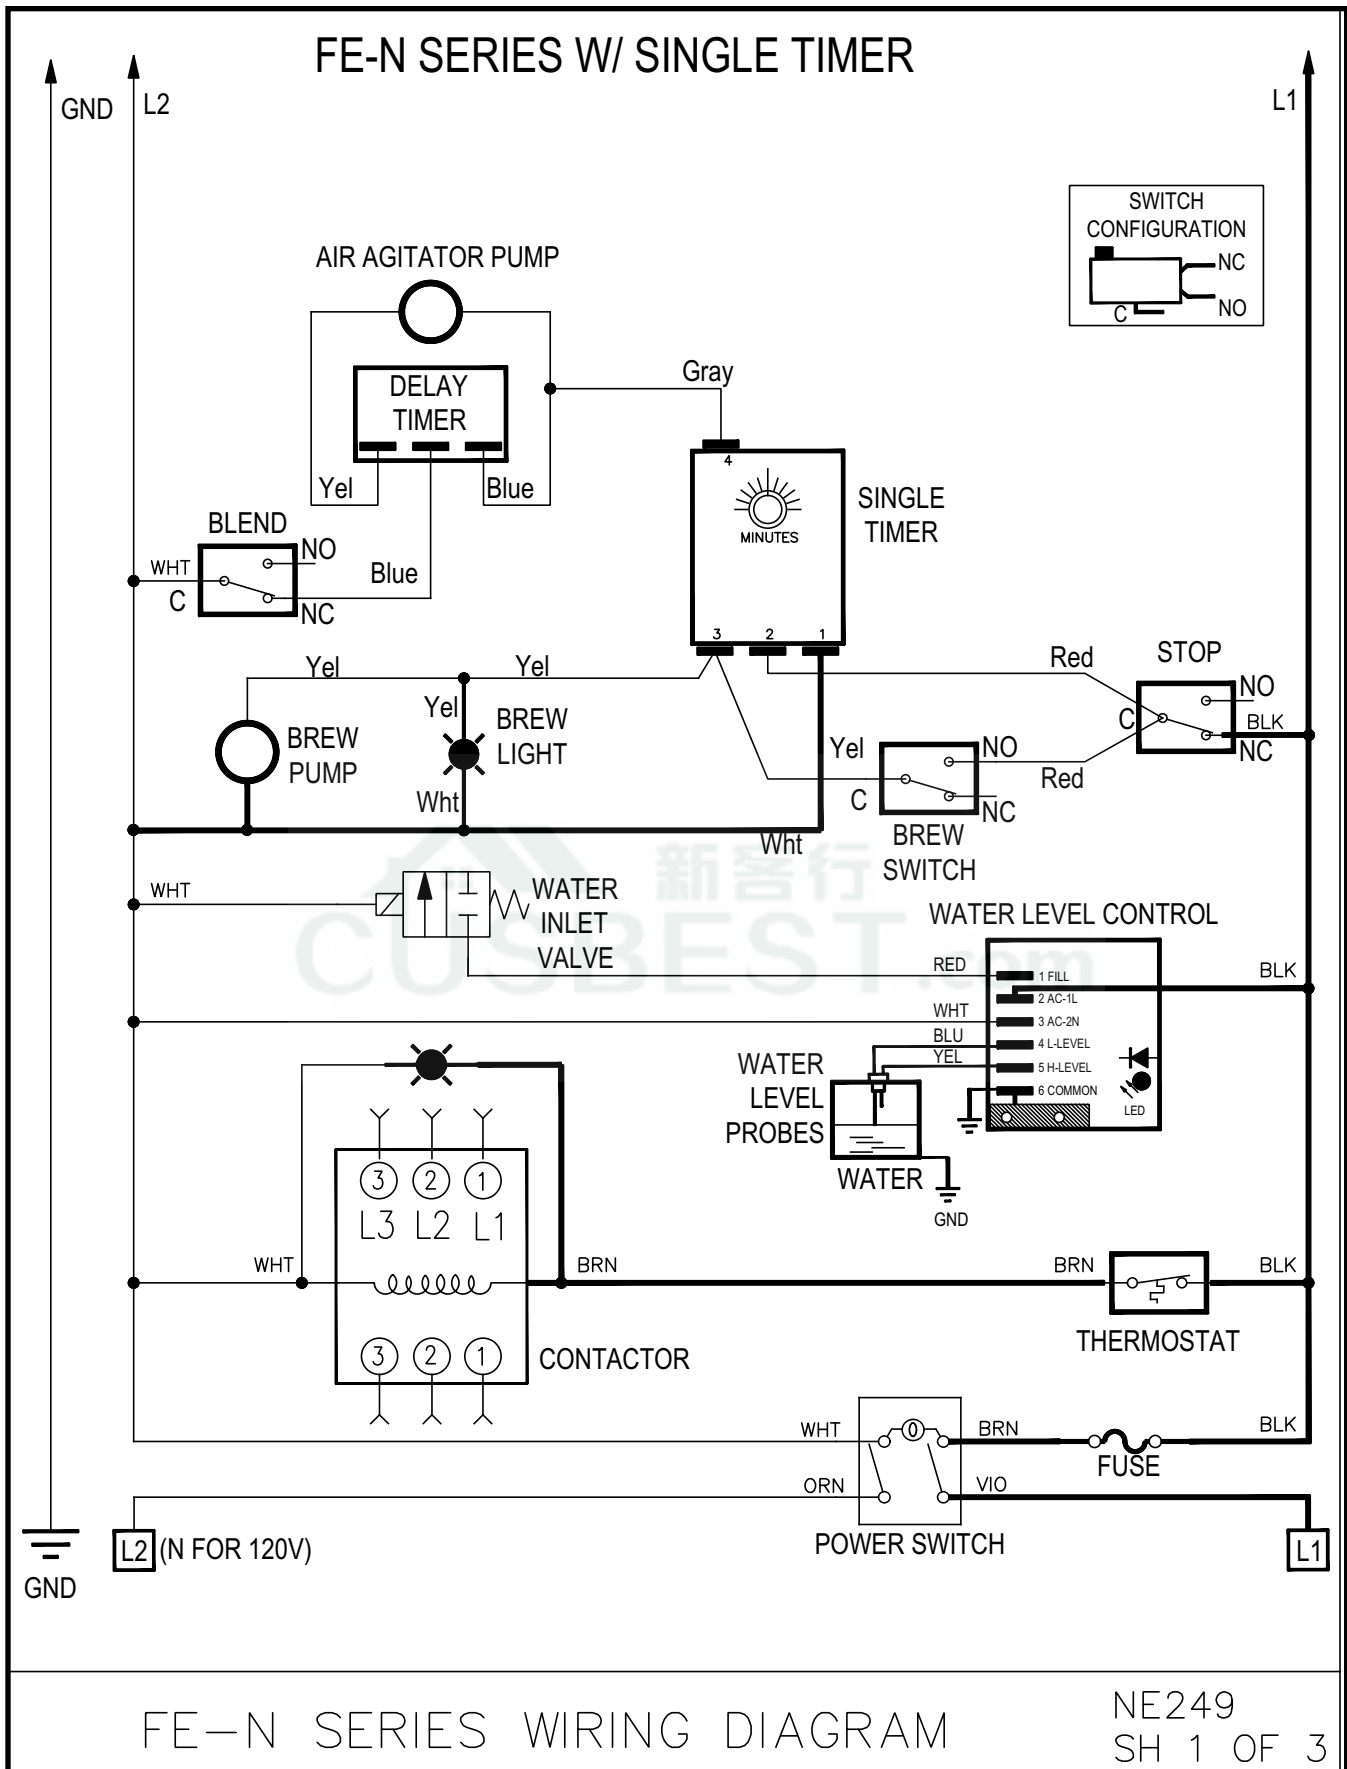 FE-N SERIES W/ SINGLE TIMER
GND
L2
L1
SWITCH
CONFIGURATION
NC
NO
C
AIR AGITATOR PUMP
DELAY
TIMER
Gray
Yel
Blue
4
MINUTES
SINGLE
TIMER
BLEND
NO
WHT
C
NC
Blue
3 2 1
Yel
Yel
Red
STOP
NO
C
BLK
NC
Yel
BREW
LIGHT
BREW
PUMP
Yel
NO
Red
C
NC
Wht
Wht
BREW
SWITCH
新客行
CUSBEST.com
WHT
WATER
INLET
VALVE
WATER LEVEL CONTROL
RED
1 FILL
BLK
2 AC-1L
WHT
3 AC-2N
BLU
4 L-LEVEL
YEL
5 H-LEVEL
6 COMMON
LED
WATER
LEVEL
PROBES
WATER
GND
3 2 1
L3 L2 L1
WHT
BRN
BRN
BLK
THERMOSTAT
3 2 1
CONTACTOR
WHT
BRN
BLK
FUSE
ORN
VIO
POWER SWITCH
L2 (N FOR 120V)
L1
GND
FE-N SERIES WIRING DIAGRAM
NE249
SH 1 OF 3